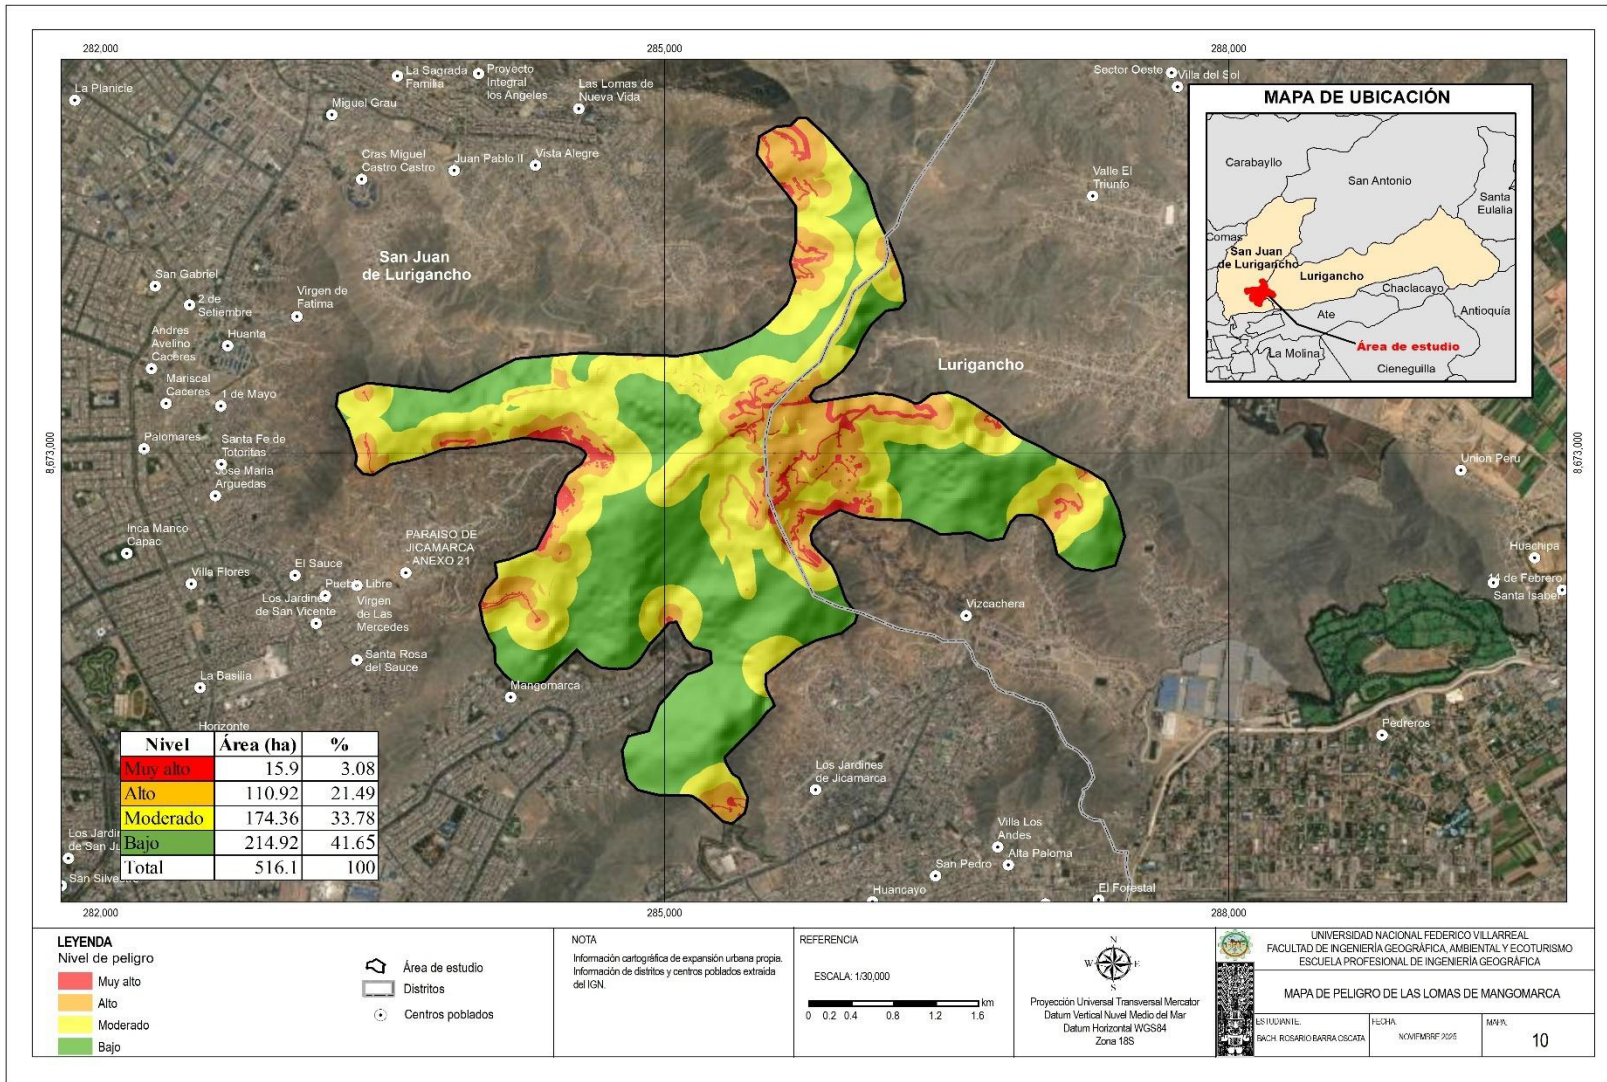 282,000
285,000
288,000
8,673,000
8,673,000
La Planicie
La Sagrada
Familia
Proyecto
Integral
los Angeles
Las Lomas de
Nueva Vida
Miguel Grau
Cras Miguel
Castro Castro
Juan Pablo II
Vista Alegre
Sector Oeste
Villa del Sol
Valle El
Triunfo
San Juan
de Lurigancho
San Gabriel
2 de
Setiembre
Virgen de
Fatima
Andres
Avelino
Caceres
Huanta
Mariscal
Caceres
1 de Mayo
Lurigancho
Palomares
Santa Fe de
Totoritas
Jose Maria
Arguedas
Union Peru
Inca Manco
Capac
PARAISO DE
JICAMARCA
- ANEXO 21
El Sauce
Villa Flores
Pueblo Libre
Los Jardines
de San Vicente
Virgen
de Las
Mercedes
Santa Rosa
del Sauce
La Basilia
Mangomarca
Vizcachera
Huachipa
14 de Febrero
Santa Isabel
Horizonte
Pedreros
Los Jardines
de Jicamarca
Villa Los
Andes
Alta Paloma
San Pedro
Huancayo
El Forestal
Los Jardin
de San Ju
San Silvest
MAPA DE UBICACIÓN
Carabayllo
San Antonio
Santa
Eulalia
Comas
San Juan
de Lurigancho
Lurigancho
Chaclacayo
Antioquía
Ate
La Molina
Área de estudio
Cieneguilla
Nivel Área (ha) %
Muy alto 15.9 3.08
Alto 110.92 21.49
Moderado 174.36 33.78
Bajo 214.92 41.65
Total 516.1 100
282,000
285,000
288,000
LEYENDA
Nivel de peligro
Muy alto
Alto
Moderado
Bajo
Área de estudio
Distritos
Centros poblados
NOTA
Información cartográfica de expansión urbana propia.
Información de distritos y centros poblados extraída
del IGN.
REFERENCIA
ESCALA: 1/30,000
km
0 0.2 0.4 0.8 1.2 1.6
N
W E
S
Proyección Universal Transversal Mercator
Datum Vertical Nuvel Medio del Mar
Datum Horizontal WGS84
Zona 18S
UNIVERSIDAD NACIONAL FEDERICO VILLARREAL
FACULTAD DE INGENIERÍA GEOGRÁFICA, AMBIENTAL Y ECOTURISMO
ESCUELA PROFESIONAL DE INGENIERÍA GEOGRÁFICA
MAPA DE PELIGRO DE LAS LOMAS DE MANGOMARCA
ESTUDIANTE:
BACH. ROSARIO BARRA OSCATA
FECHA:
NOVIEMBRE 2025
MAPA:
10